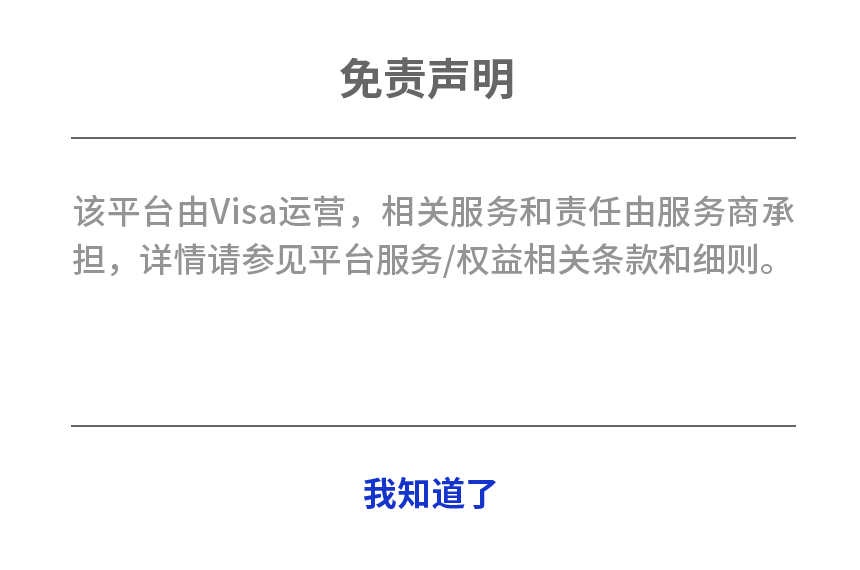 免责声明
该平台由Visa运营，相关服务和责任由服务商承
担，详情请参见平台服务/权益相关条款和细则。
我知道了